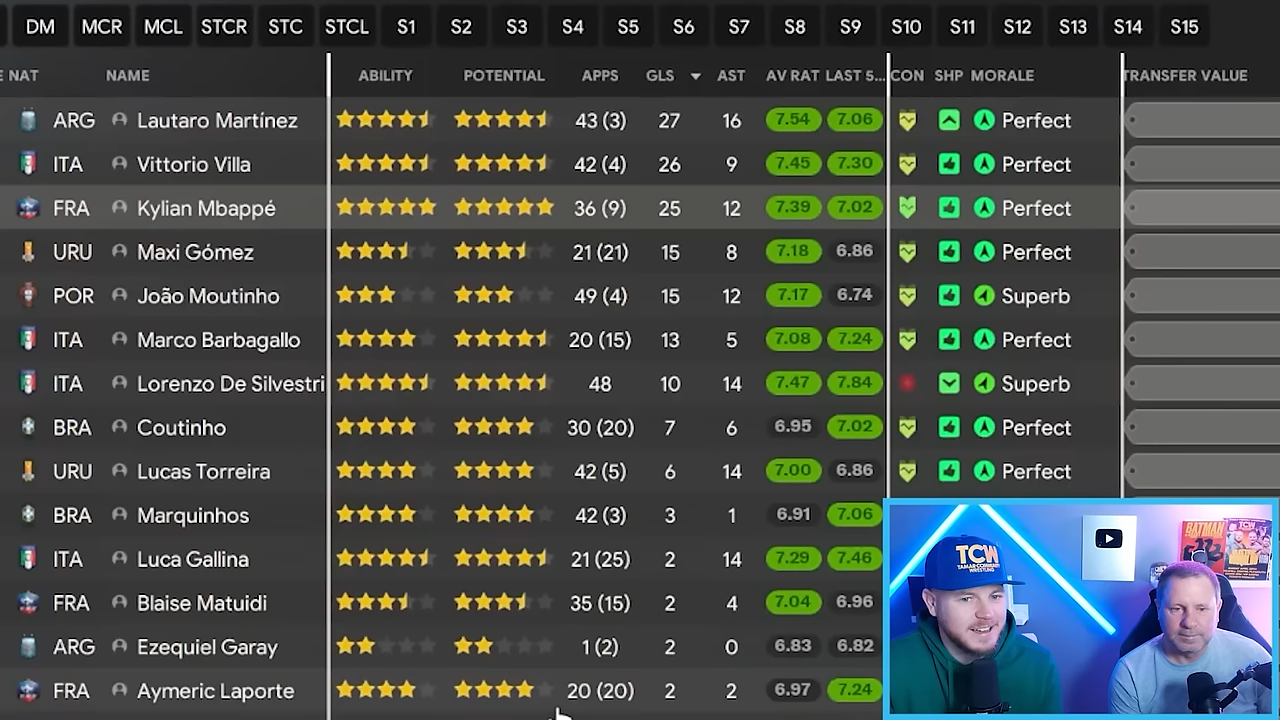 DM MCR MCL STCR STC STCL S1 S2 S3 S4 S5 S6 S7 S8 S9 S10 S11 S12 S13 S14 S15
E NAT NAME ABILITY POTENTIAL APPS GLS AST AV RAT LAST 5... CON SHP MORALE TRANSFER VALUE
ARG Lautaro Martínez 43 (3) 27 16 7.54 7.06 Perfect
ITA Vittorio Villa 42 (4) 26 9 7.45 7.30 Perfect
FRA Kylian Mbappé 36 (9) 25 12 7.39 7.02 Perfect
URU Maxi Gómez 21 (21) 15 8 7.18 6.86 Perfect
POR João Moutinho 49 (4) 15 12 7.17 6.74 Superb
ITA Marco Barbagallo 20 (15) 13 5 7.08 7.24 Perfect
ITA Lorenzo De Silvestri 48 10 14 7.47 7.84 Superb
BRA Coutinho 30 (20) 7 6 6.95 7.02 Perfect
URU Lucas Torreira 42 (5) 6 14 7.00 6.86 Perfect
BRA Marquinhos 42 (3) 3 1 6.91 7.06
ITA Luca Gallina 21 (25) 2 14 7.29 7.46
FRA Blaise Matuidi 35 (15) 2 4 7.04 6.96
ARG Ezequiel Garay 1 (2) 2 0 6.83 6.82
FRA Aymeric Laporte 20 (20) 2 2 6.97 7.24
TCW
BATMAN